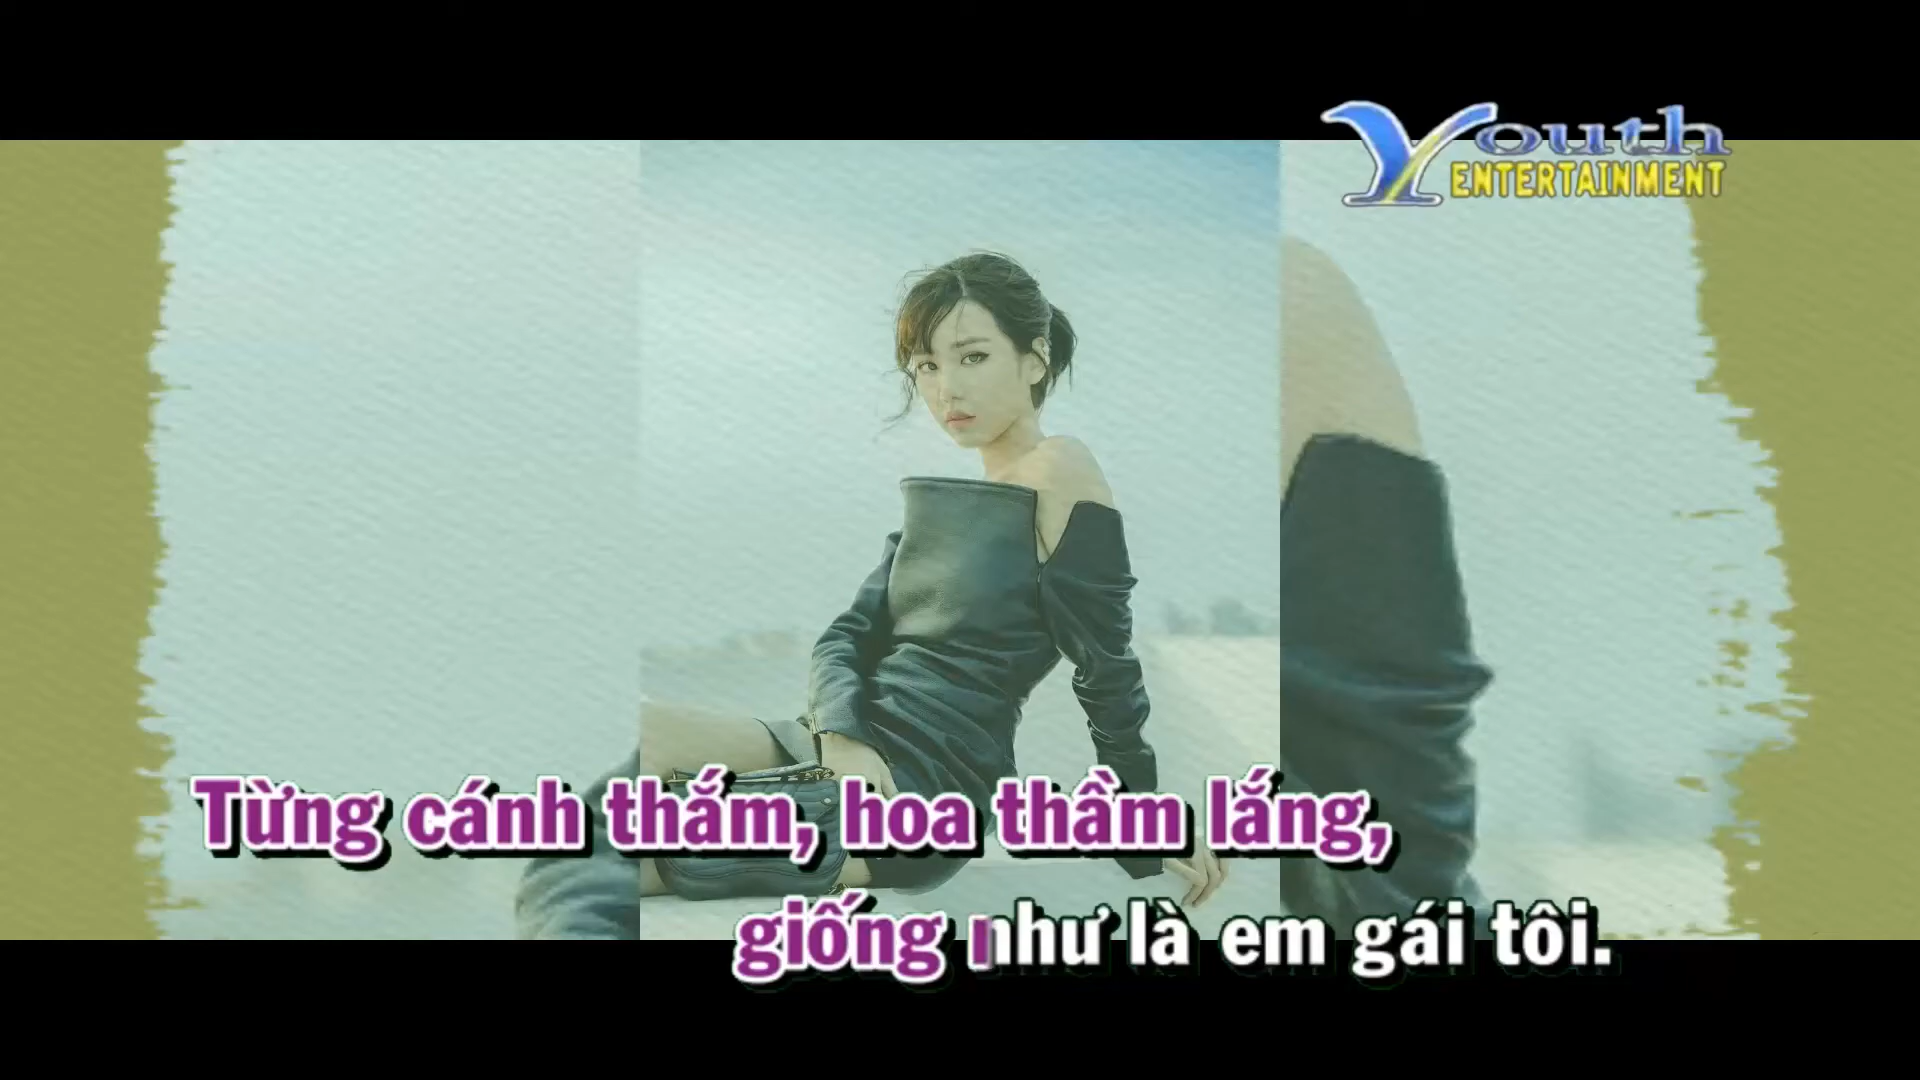 Youth
ENTERTAINMENT
Từng cánh thắm, hoa thầm lắng,
giống như là em gái tôi.